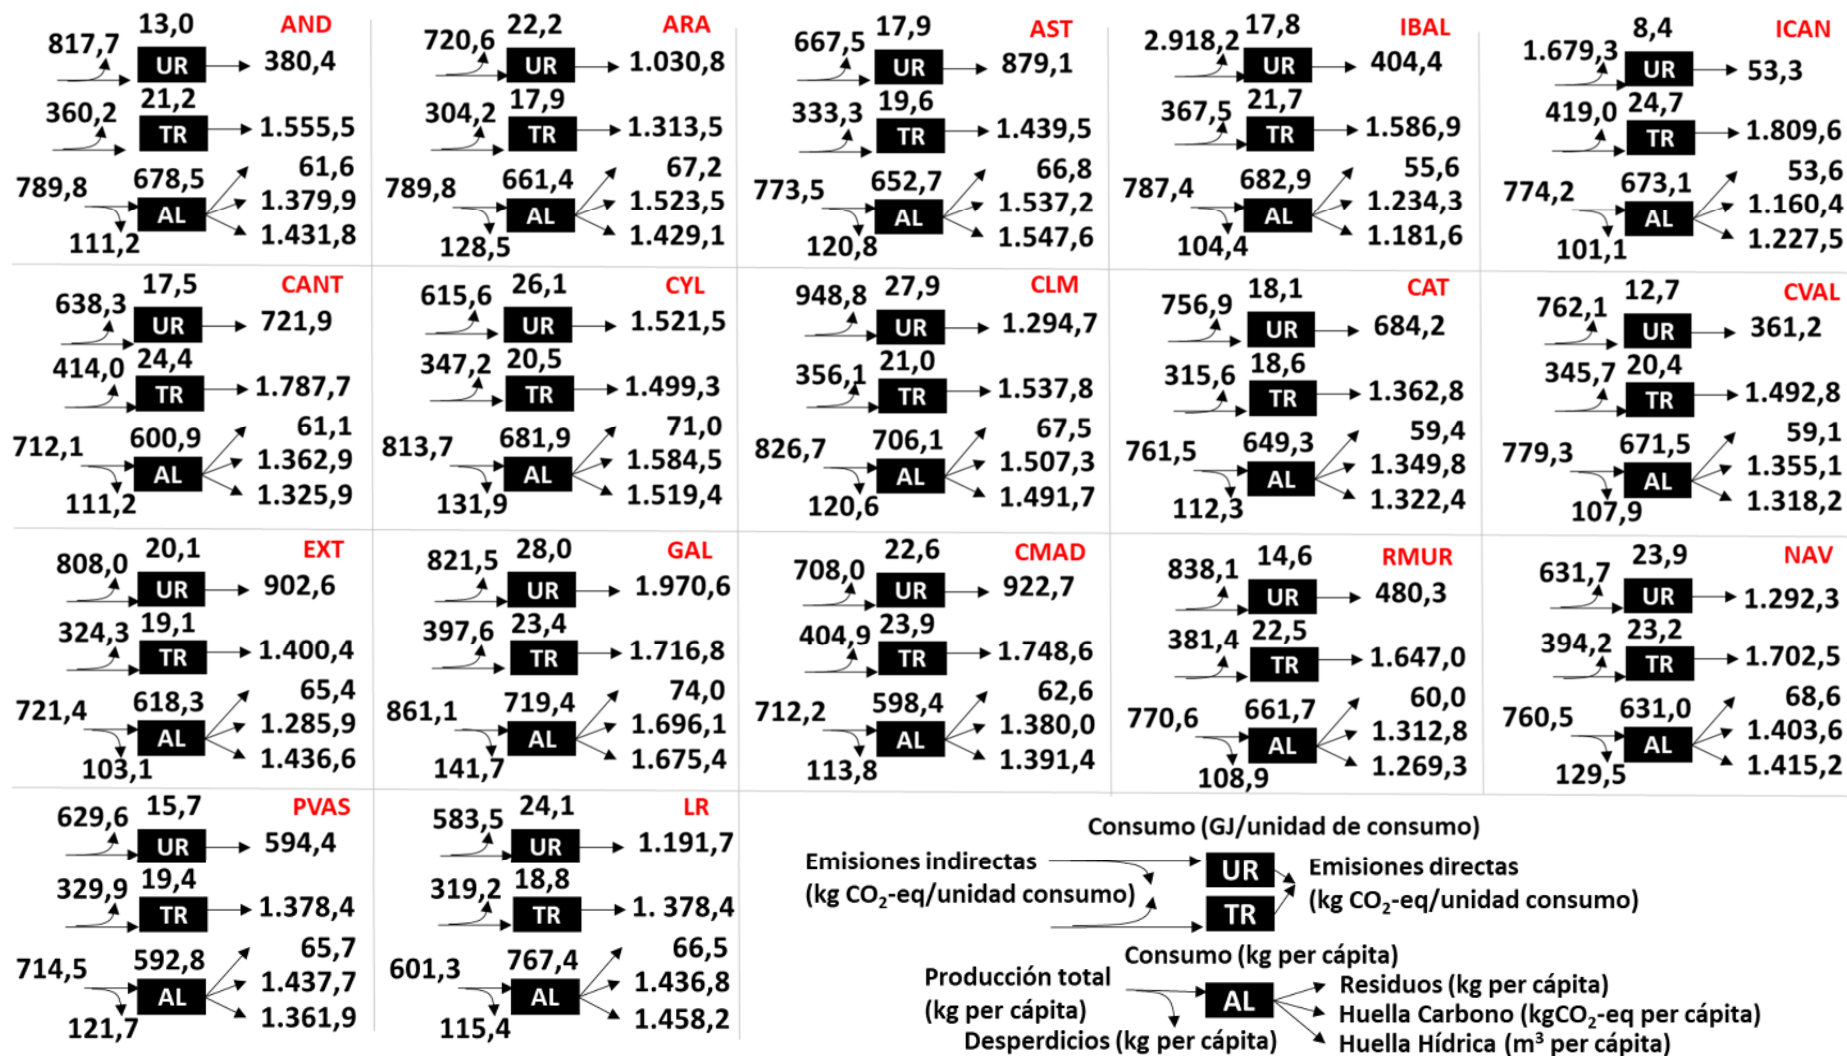 AND
13,0
817,7
UR
380,4
21,2
360,2
TR
1.555,5
61,6
678,5
789,8
AL
1.379,9
1.431,8
111,2
ARA
22,2
720,6
UR
1.030,8
17,9
304,2
TR
1.313,5
67,2
661,4
789,8
AL
1.523,5
1.429,1
128,5
AST
17,9
667,5
UR
879,1
19,6
333,3
TR
1.439,5
66,8
652,7
773,5
AL
1.537,2
1.547,6
120,8
IBAL
17,8
2.918,2
UR
404,4
21,7
367,5
TR
1.586,9
55,6
682,9
787,4
AL
1.234,3
1.181,6
104,4
ICAN
8,4
1.679,3
UR
53,3
24,7
419,0
TR
1.809,6
53,6
673,1
774,2
AL
1.160,4
1.227,5
101,1
CANT
17,5
638,3
UR
721,9
24,4
414,0
TR
1.787,7
61,1
600,9
712,1
AL
1.362,9
1.325,9
111,2
CYL
26,1
615,6
UR
1.521,5
20,5
347,2
TR
1.499,3
71,0
681,9
813,7
AL
1.584,5
1.519,4
131,9
CLM
27,9
948,8
UR
1.294,7
21,0
356,1
TR
1.537,8
67,5
706,1
826,7
AL
1.507,3
1.491,7
120,6
CAT
18,1
756,9
UR
684,2
18,6
315,6
TR
1.362,8
59,4
649,3
761,5
AL
1.349,8
1.322,4
112,3
CVAL
12,7
762,1
UR
361,2
20,4
345,7
TR
1.492,8
59,1
671,5
779,3
AL
1.355,1
1.318,2
107,9
EXT
20,1
808,0
UR
902,6
19,1
324,3
TR
1.400,4
65,4
618,3
721,4
AL
1.285,9
1.436,6
103,1
GAL
28,0
821,5
UR
1.970,6
23,4
397,6
TR
1.716,8
74,0
719,4
861,1
AL
1.696,1
1.675,4
141,7
CMAD
22,6
708,0
UR
922,7
23,9
404,9
TR
1.748,6
62,6
598,4
712,2
AL
1.380,0
1.391,4
113,8
RMUR
14,6
838,1
UR
480,3
22,5
381,4
TR
1.647,0
60,0
661,7
770,6
AL
1.312,8
1.269,3
108,9
NAV
23,9
631,7
UR
1.292,3
23,2
394,2
TR
1.702,5
68,6
631,0
760,5
AL
1.403,6
1.415,2
129,5
PVAS
15,7
629,6
UR
594,4
19,4
329,9
TR
1.378,4
65,7
592,8
714,5
AL
1.437,7
1.361,9
121,7
LR
24,1
583,5
UR
1.191,7
18,8
319,2
TR
1. 378,4
66,5
767,4
601,3
AL
1.436,8
1.458,2
115,4
Consumo (GJ/unidad de consumo)
Emisiones indirectas
(kg CO₂-eq/unidad consumo)
UR
TR
Emisiones directas
(kg CO₂-eq/unidad consumo)
Consumo (kg per cápita)
Producción total
(kg per cápita)
AL
Desperdicios (kg per cápita)
Residuos (kg per cápita)
Huella Carbono (kgCO₂-eq per cápita)
Huella Hídrica (m³ per cápita)